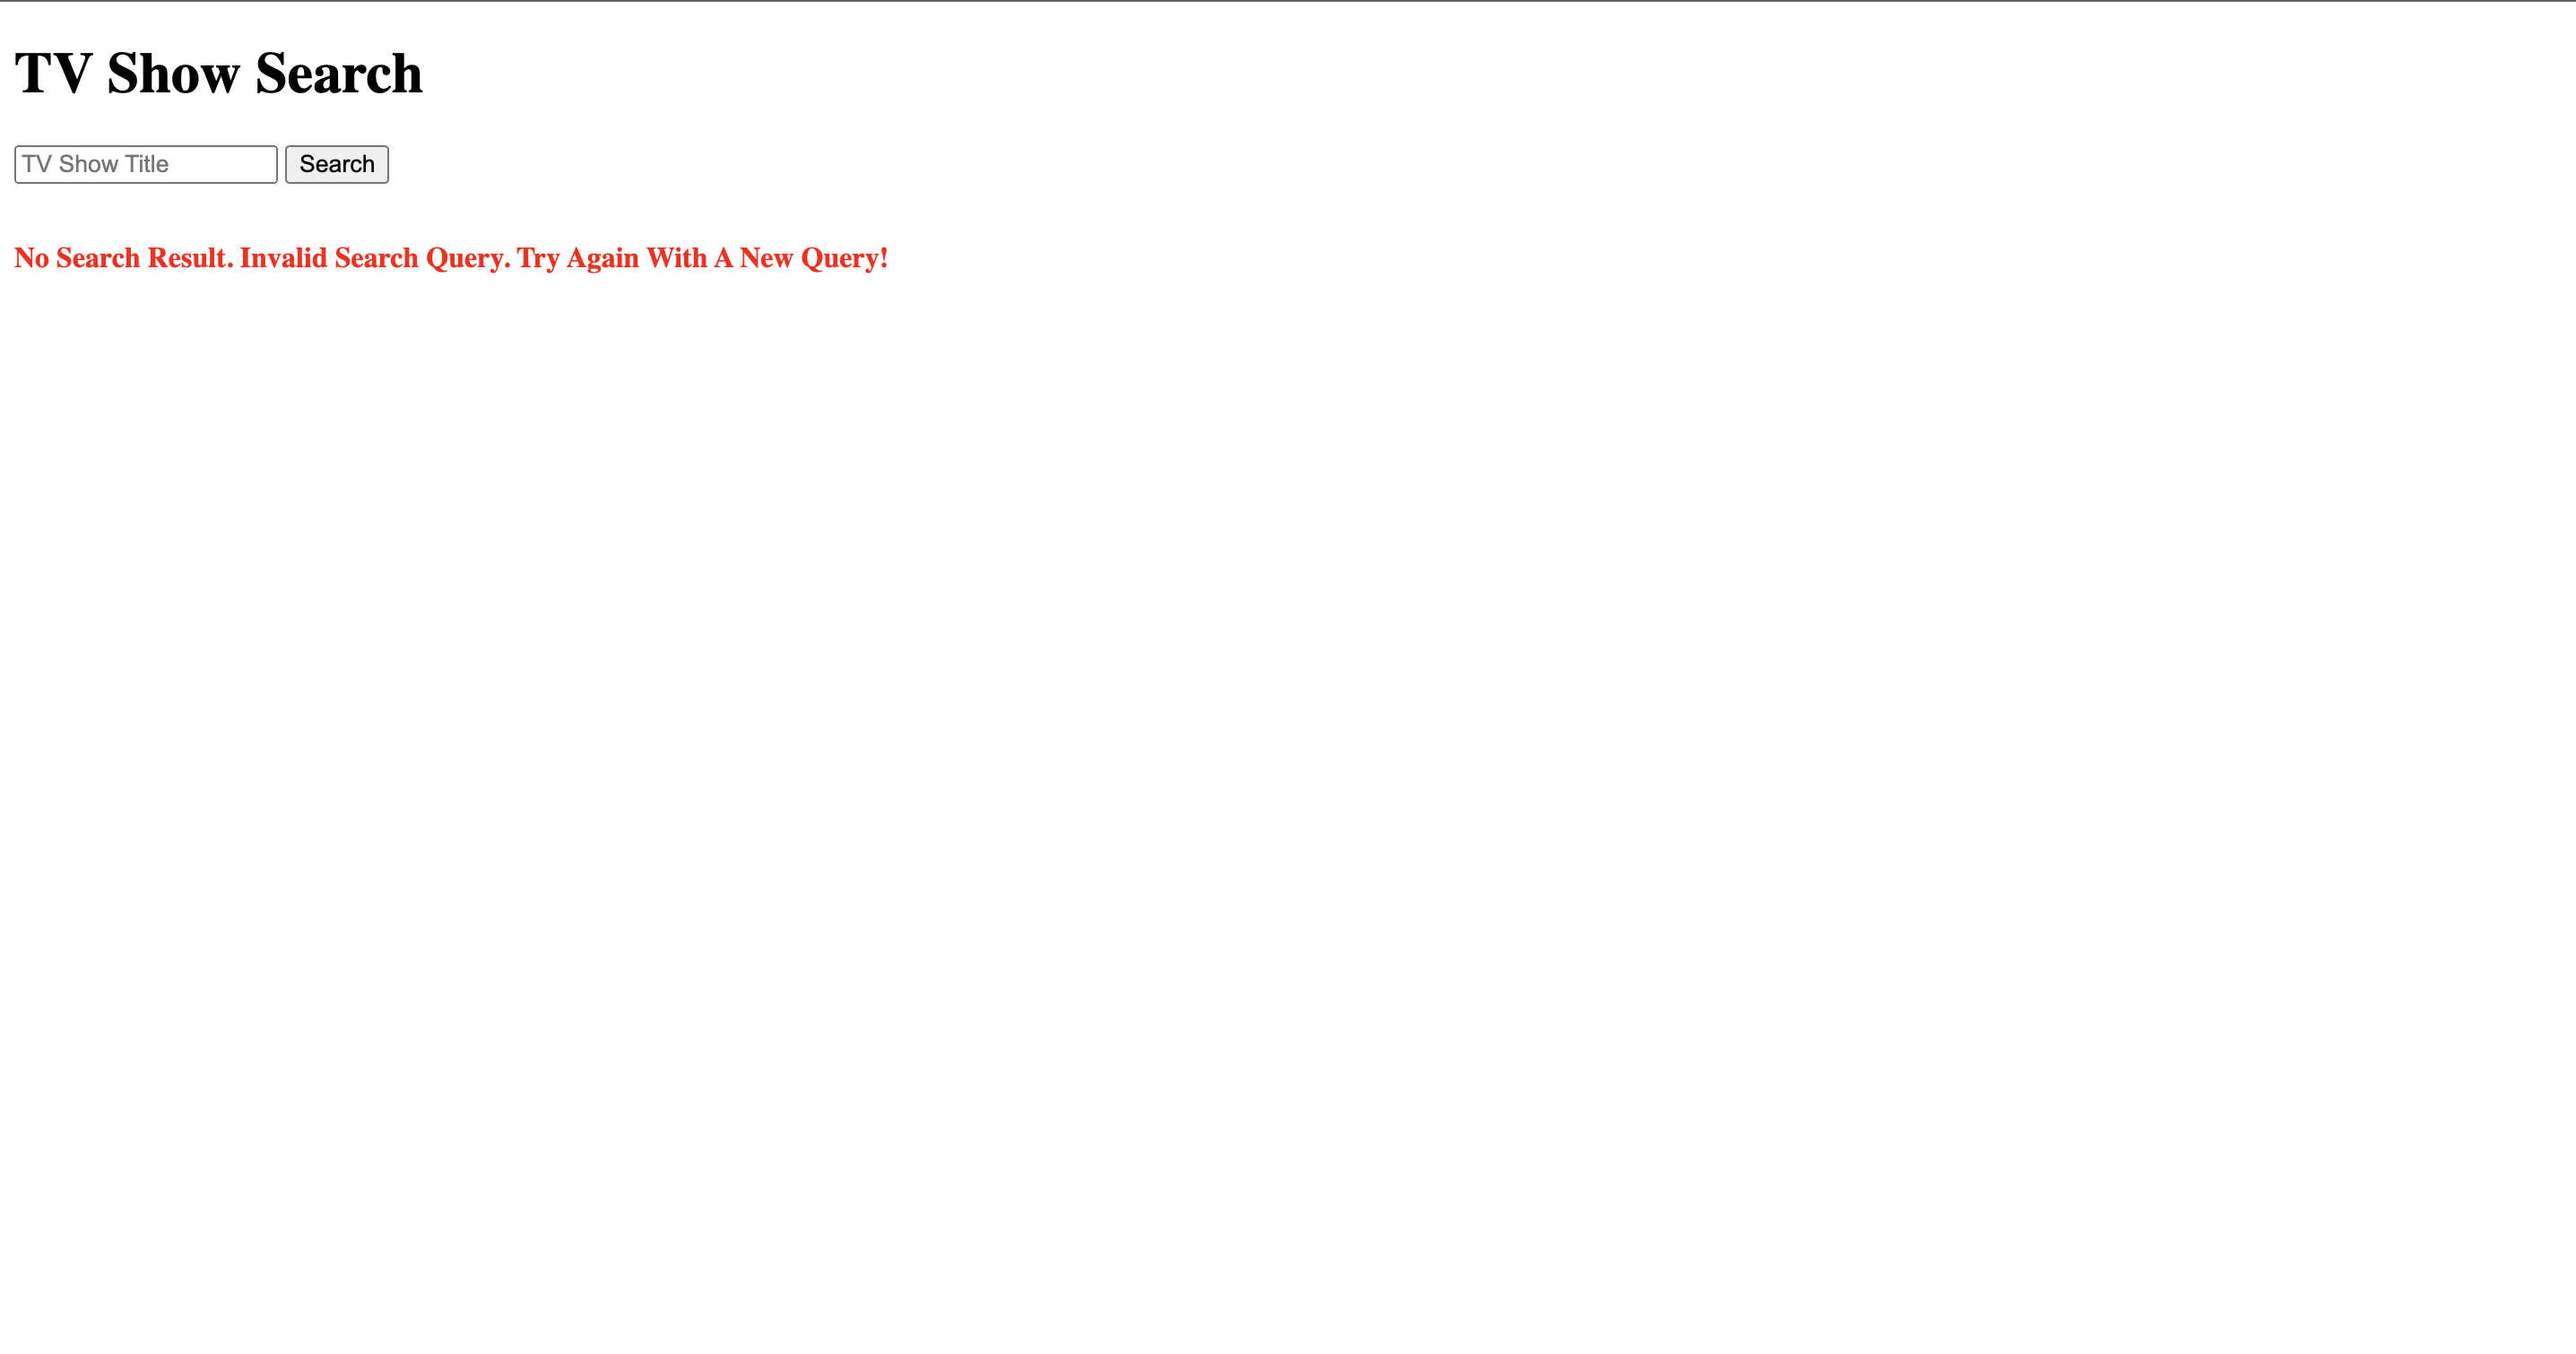 TV Show Search
TV Show Title Search
No Search Result. Invalid Search Query. Try Again With A New Query!